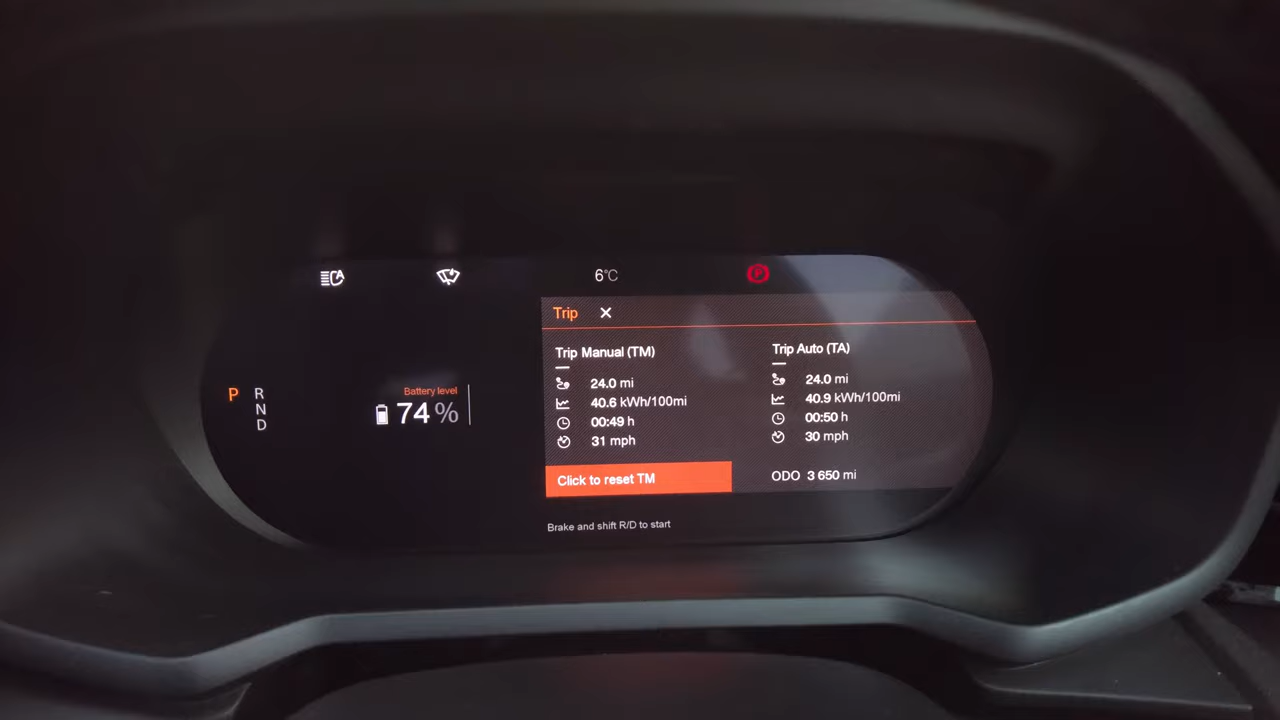 6°C
Trip
P R
N
D
Battery level
74%
Trip Manual (TM)
24.0 mi
40.6 kWh/100mi
00:49 h
31 mph
Click to reset TM
Trip Auto (TA)
24.0 mi
40.9 kWh/100mi
00:50 h
30 mph
ODO 3 650 mi
Brake and shift R/D to start